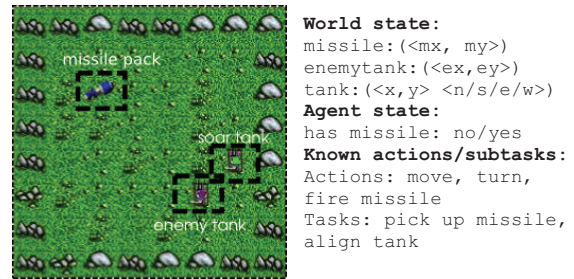 missile pack
soar tank
enemy tank
World state:
missile:(<mx, my>)
enemytank:(<ex,ey>)
tank:(<x,y> <n/s/e/w>)
Agent state:
has missile: no/yes
Known actions/subtasks:
Actions: move, turn,
fire missile
Tasks: pick up missile,
align tank